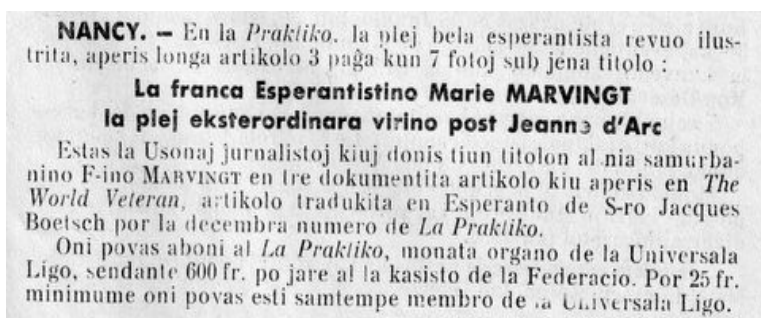 NANCY. — En la Praktiko, la plej bela esperantista revuo ilus-
trita, aperis longa artikolo 3 paĝa kun 7 fotoj sub jena titolo :
La franca Esperantistino Marie MARVINGT
la plej eksterordinara virino post Jeanne d'Arc
Estas la Usonaj jurnalistoj kiuj donis tiun titolon al nia samurba-
nino F-ino MARVINGT en tre dokumentita artikolo kiu aperis en The
World Veteran, artikolo tradukita en Esperanto de S-ro Jacques
Boetsch por la decembra numero de La Praktiko.
Oni povas aboni al La Praktiko, monata organo de la Universala
Ligo, sendante 600 fr. po jare al la kasisto de la Federacio. Por 25 fr.
minimume oni povas esti samtempe membro de la Universala Ligo.